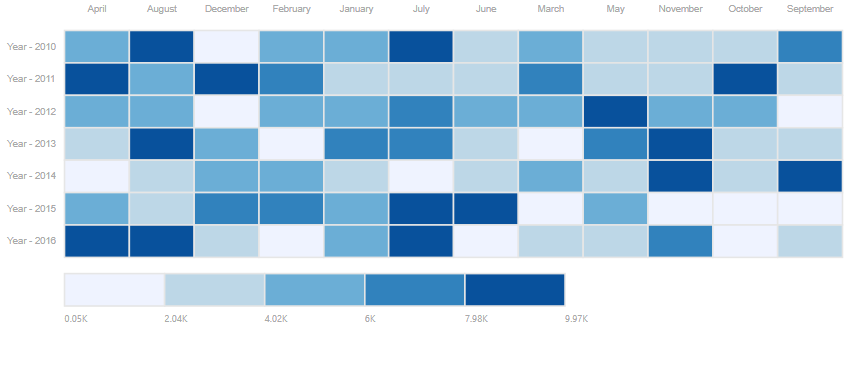 April August December February January July June March May November October September
Year - 2010
Year - 2011
Year - 2012
Year - 2013
Year - 2014
Year - 2015
Year - 2016
0.05K 2.04K 4.02K 6K 7.98K 9.97K